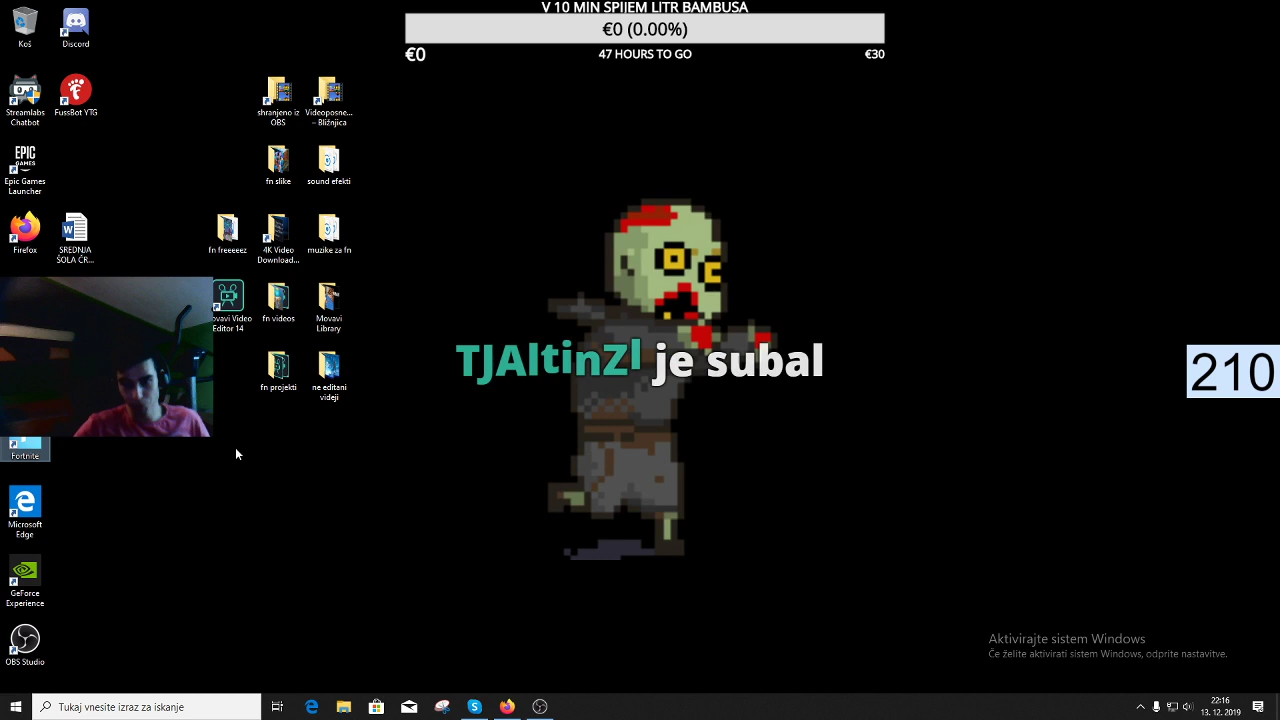 V 10 MIN SPIJEM LITR BAMBUSA
€0 (0.00%)
€0 47 HOURS TO GO €30
Koš
Discord
Streamlabs Chatbot
FussBot YTG
shranjeno iz OBS
Videoposne... – Bližnjica
EPIC GAMES
Epic Games Launcher
fn slike
sound efekti
Firefox
SREDNJA ŠOLA ČR...
fn freeeeez
4K Video Download...
muzike za fn
ovavi Video Editor 14
fn videos
Movavi Library
TJAltinZl je subal
210
fn projekti
ne editani videji
Fortnite
Microsoft Edge
GeForce Experience
OBS Studio
Aktivirajte sistem Windows
Če želite aktivirati sistem Windows, odprite nastavitve.
Tukaj vnesite izraz za iskanje
22:16
13. 12. 2019